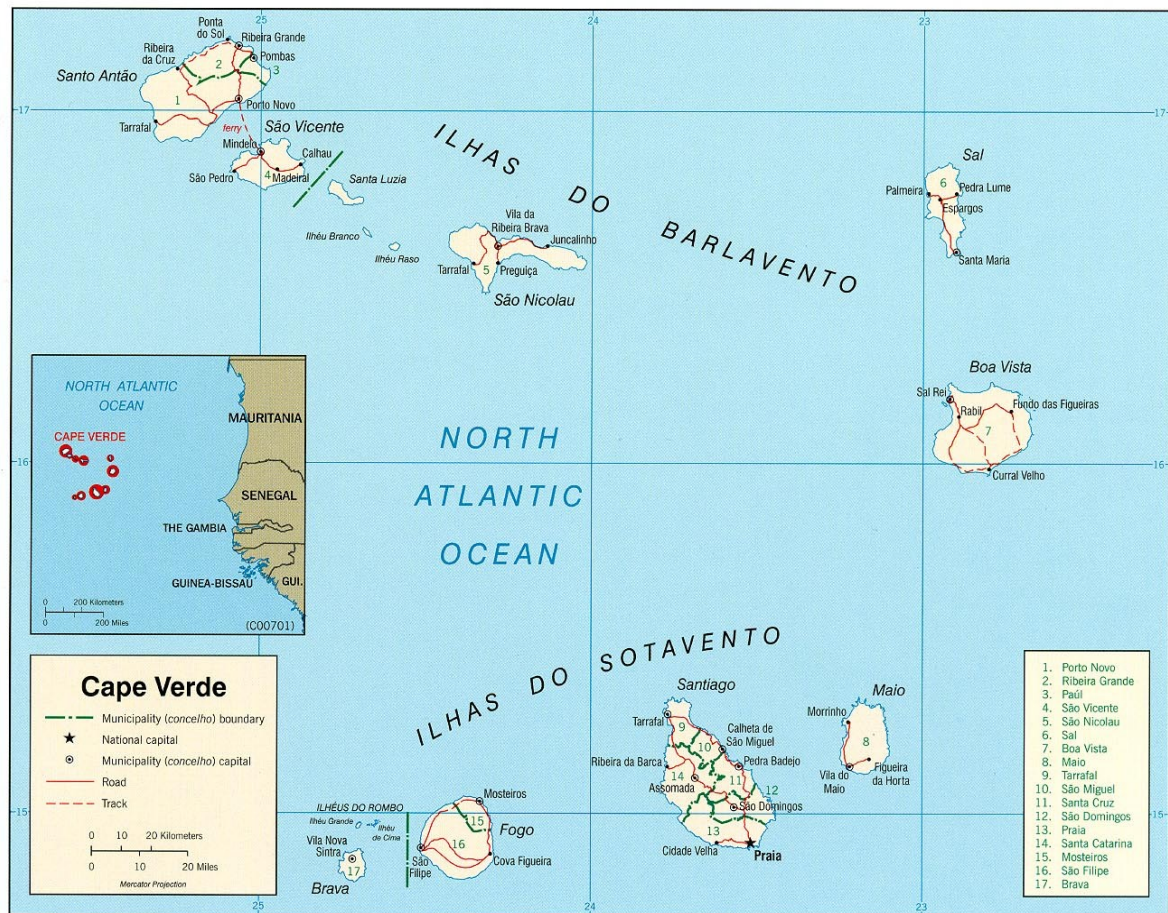 25
24
23
Ponta
do Sol
Ribeira Grande
Ribeira
da Cruz
Pombas
Santo Antão
2
3
1
Porto Novo
17
17
Tarrafal
ferry
São Vicente
Mindelo
Calhau
São Pedro
4
Madeiral
Santa Luzia
ILHAS DO BARLAVENTO
Sal
6
Palmeira
Pedra Lume
Espargos
Santa Maria
Ilhéu Branco
Ilhéu Raso
Vila da
Ribeira Brava
Juncalinho
Tarrafal
5
Preguiça
São Nicolau
Boa Vista
Sal Rei
Rabil
Fundo das Figueiras
7
Curral Velho
NORTH ATLANTIC
OCEAN
CAPE VERDE
MAURITANIA
SENEGAL
THE GAMBIA
GUINEA-BISSAU
GUI.
0 200 Kilometers
0 200 Miles
(C00701)
16
16
NORTH
ATLANTIC
OCEAN
ILHAS DO SOTAVENTO
Santiago
Tarrafal
9
Calheta de
São Miguel
10
Ribeira da Barca
Pedra Badejo
14
11
Assomada
12
São Domingos
13
Cidade Velha
Praia
Maio
Morrinho
8
Vila do
Maio
Figueira
da Horta
15
15
Mosteiros
ILHÉUS DO ROMBO
Ilhéu Grande
Ilhéu
de Cima
15
Fogo
16
Vila Nova
Sintra
São
Filipe
Cova Figueira
17
Brava
Cape Verde
Municipality (concelho) boundary
National capital
Municipality (concelho) capital
Road
Track
0 10 20 Kilometers
0 10 20 Miles
Mercator Projection
1. Porto Novo
2. Ribeira Grande
3. Paúl
4. São Vicente
5. São Nicolau
6. Sal
7. Boa Vista
8. Maio
9. Tarrafal
10. São Miguel
11. Santa Cruz
12. São Domingos
13. Praia
14. Santa Catarina
15. Mosteiros
16. São Filipe
17. Brava
25
24
23